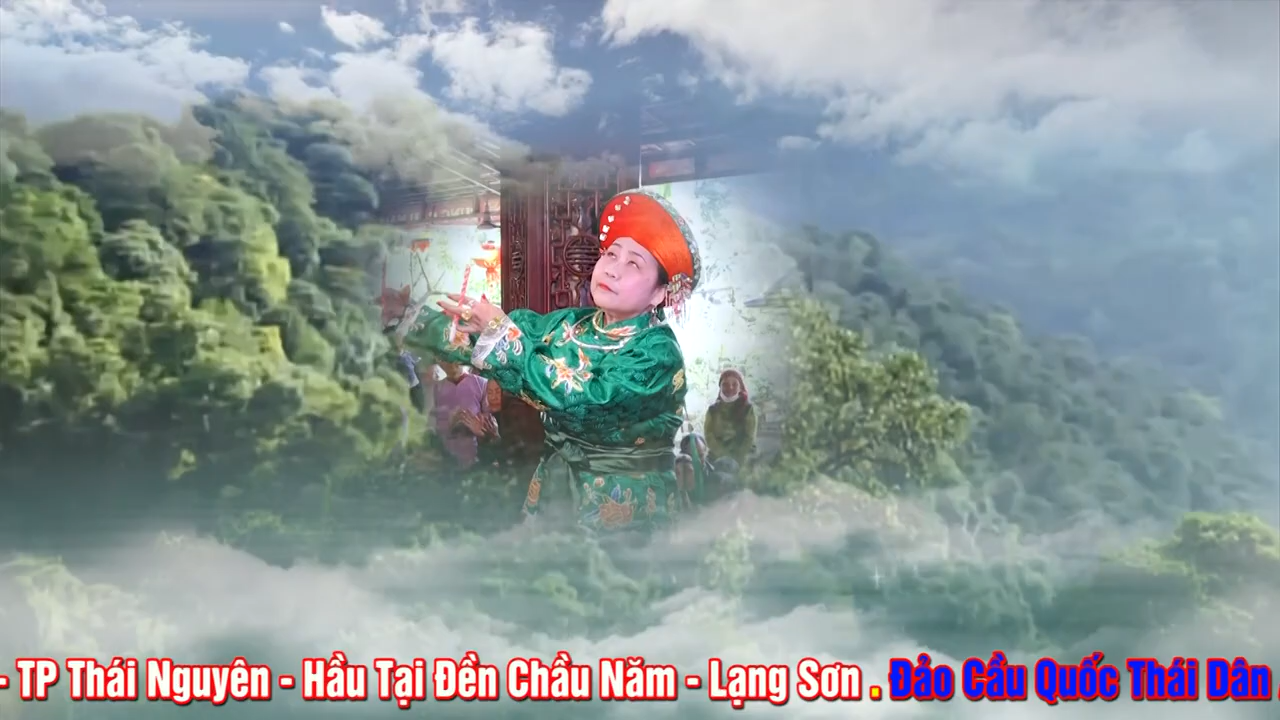 - TP Thái Nguyên - Hầu Tại Đền Chầu Năm - Lạng Sơn . Đảo Cầu Quốc Thái Dân